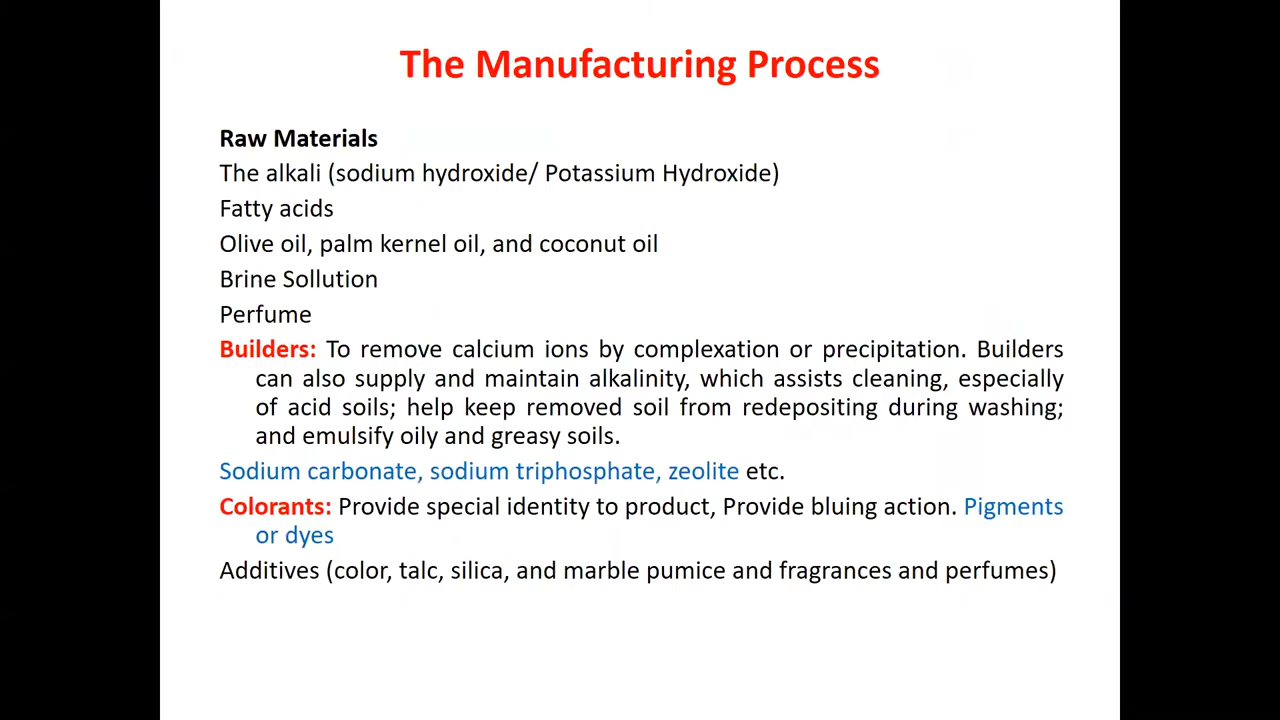 The Manufacturing Process
Raw Materials
The alkali (sodium hydroxide/ Potassium Hydroxide)
Fatty acids
Olive oil, palm kernel oil, and coconut oil
Brine Sollution
Perfume
Builders: To remove calcium ions by complexation or precipitation. Builders
can also supply and maintain alkalinity, which assists cleaning, especially
of acid soils; help keep removed soil from redepositing during washing;
and emulsify oily and greasy soils.
Sodium carbonate, sodium triphosphate, zeolite etc.
Colorants: Provide special identity to product, Provide bluing action. Pigments
or dyes
Additives (color, talc, silica, and marble pumice and fragrances and perfumes)